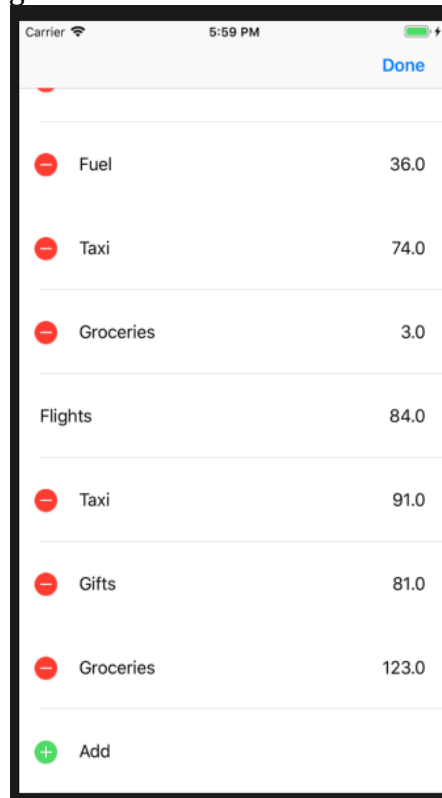 Carrier 5:59 PM
Done
Fuel 36.0
Taxi 74.0
Groceries 3.0
Flights 84.0
Taxi 91.0
Gifts 81.0
Groceries 123.0
Add